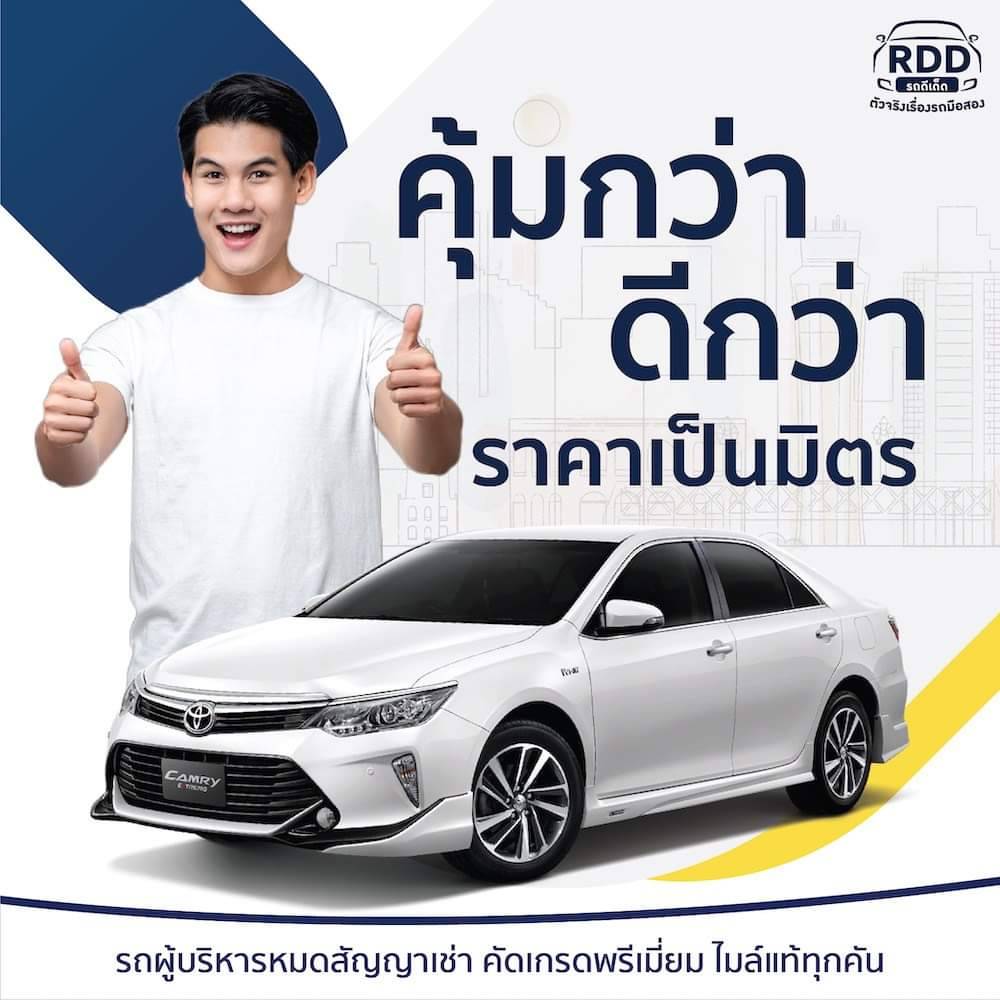 RDD
รถดีเด็ด
ตัวจริงเรื่องรถมือสอง
คุ้มกว่า
ดีกว่า
ราคาเป็นมิตร
CAMRY
EXTREMO
รถผู้บริหารหมดสัญญาเช่า คัดเกรดพรีเมี่ยม ไมล์แท้ทุกคัน